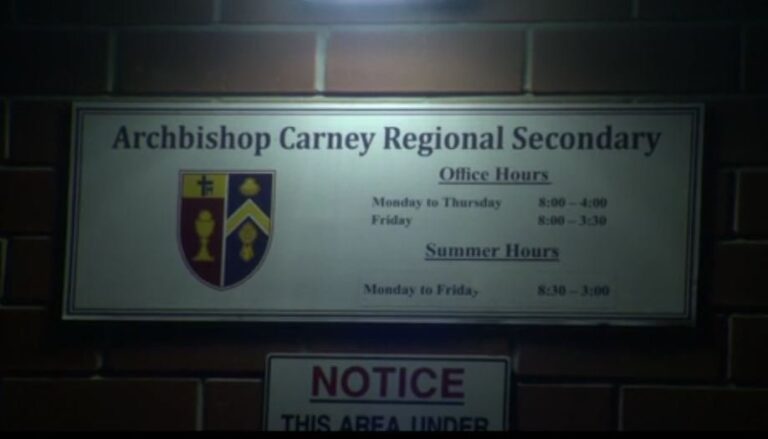 Archbishop Carney Regional Secondary
Office Hours
Monday to Thursday 8:00 – 4:00
Friday 8:00 – 3:30
Summer Hours
Monday to Friday 8:30 – 3:00
NOTICE
THIS AREA UNDER